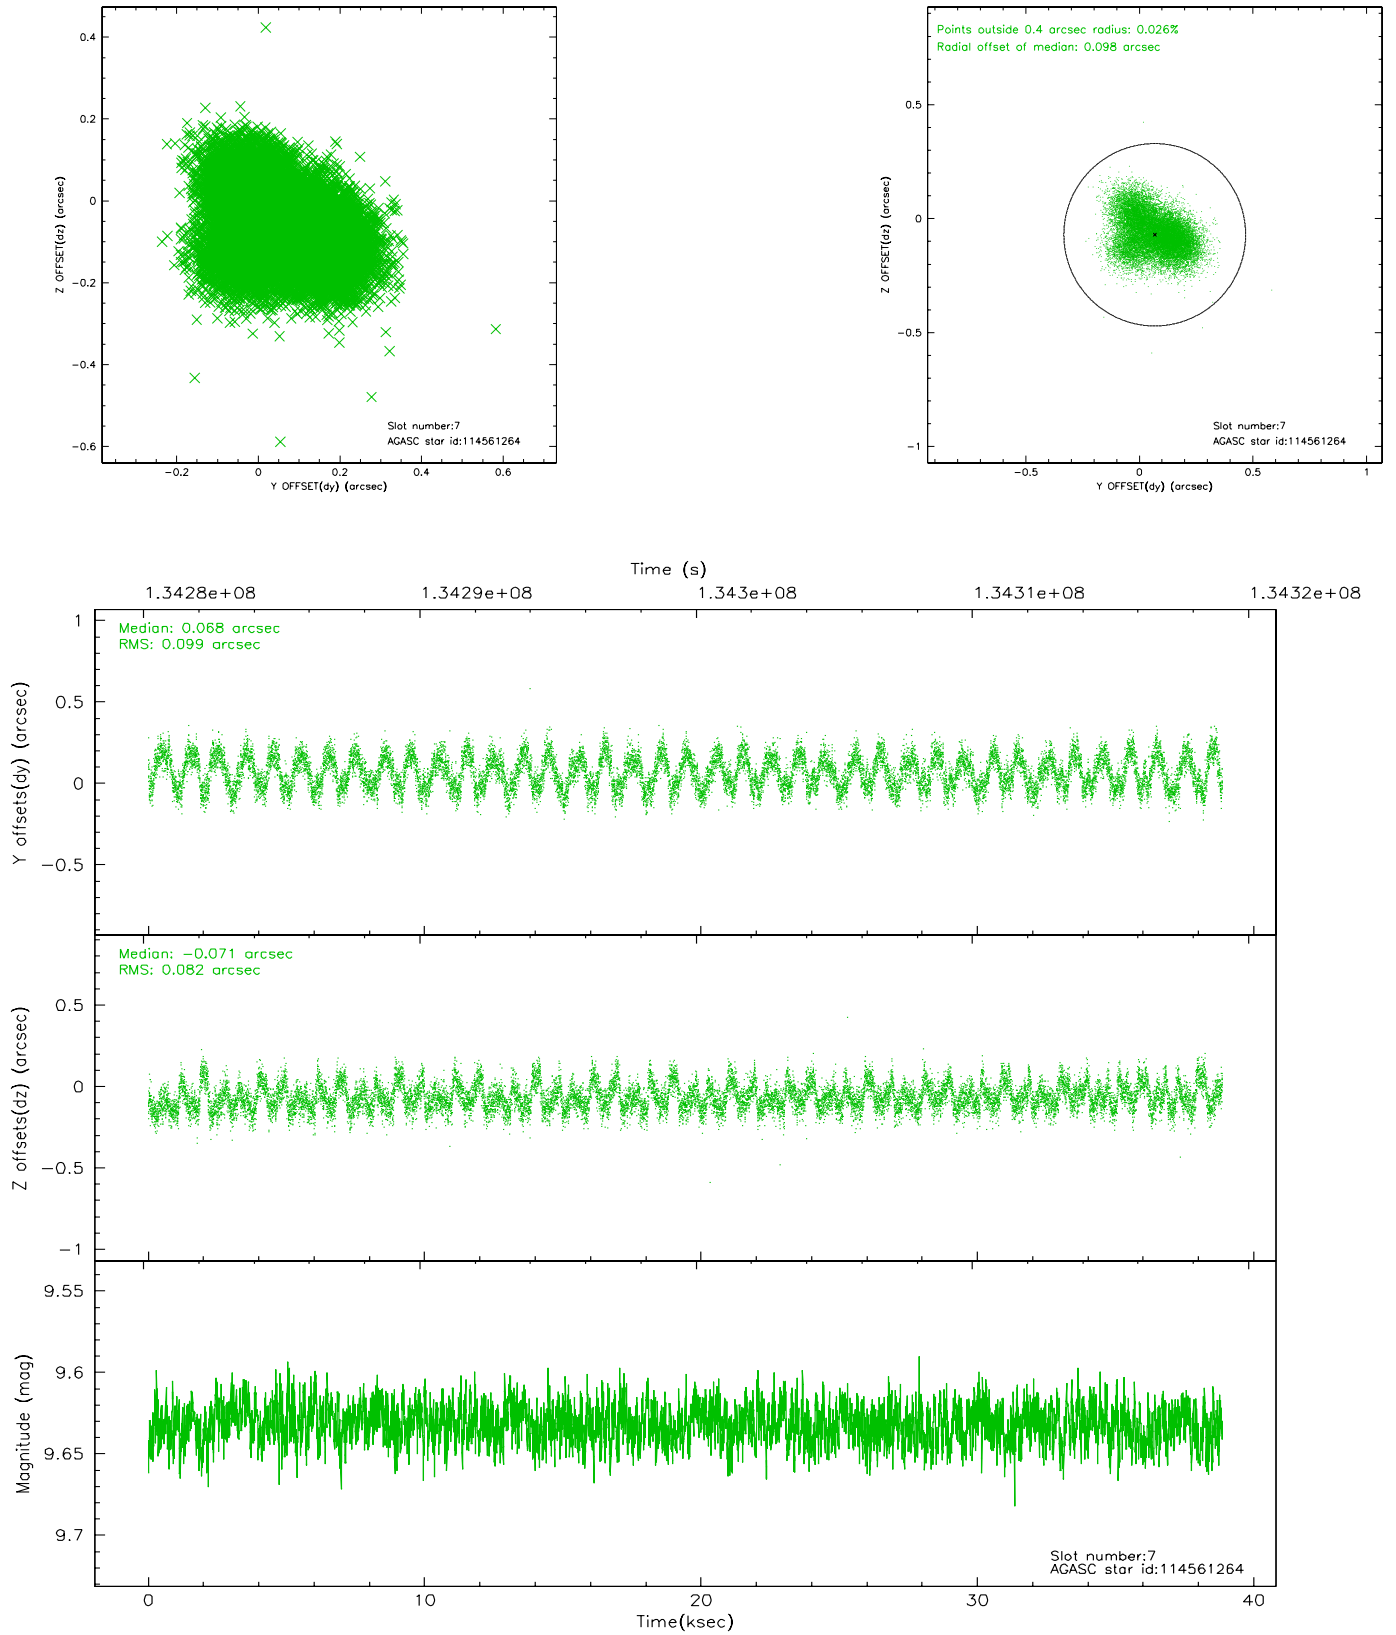 0.4
0.2
0
−0.2
−0.4
−0.6
Z OFFSET(dz) (arcsec)
Slot number:7
AGASC star id:114561264
−0.2 0 0.2 0.4 0.6
Y OFFSET(dy) (arcsec)
Points outside 0.4 arcsec radius: 0.026%
Radial offset of median: 0.098 arcsec
0.5
0
−0.5
−1
Z OFFSET(dz) (arcsec)
Slot number:7
AGASC star id:114561264
−0.5 0 0.5 1
Y OFFSET(dy) (arcsec)
Time (s)
1.3428e+08 1.3429e+08 1.343e+08 1.3431e+08 1.3432e+08
Median: 0.068 arcsec
RMS: 0.099 arcsec
1
0.5
0
−0.5
Y offsets(dy) (arcsec)
Median: −0.071 arcsec
RMS: 0.082 arcsec
0.5
0
−0.5
−1
Z offsets(dz) (arcsec)
9.55
9.6
9.65
9.7
Magnitude (mag)
Slot number:7
AGASC star id:114561264
0 10 20 30 40
Time(ksec)